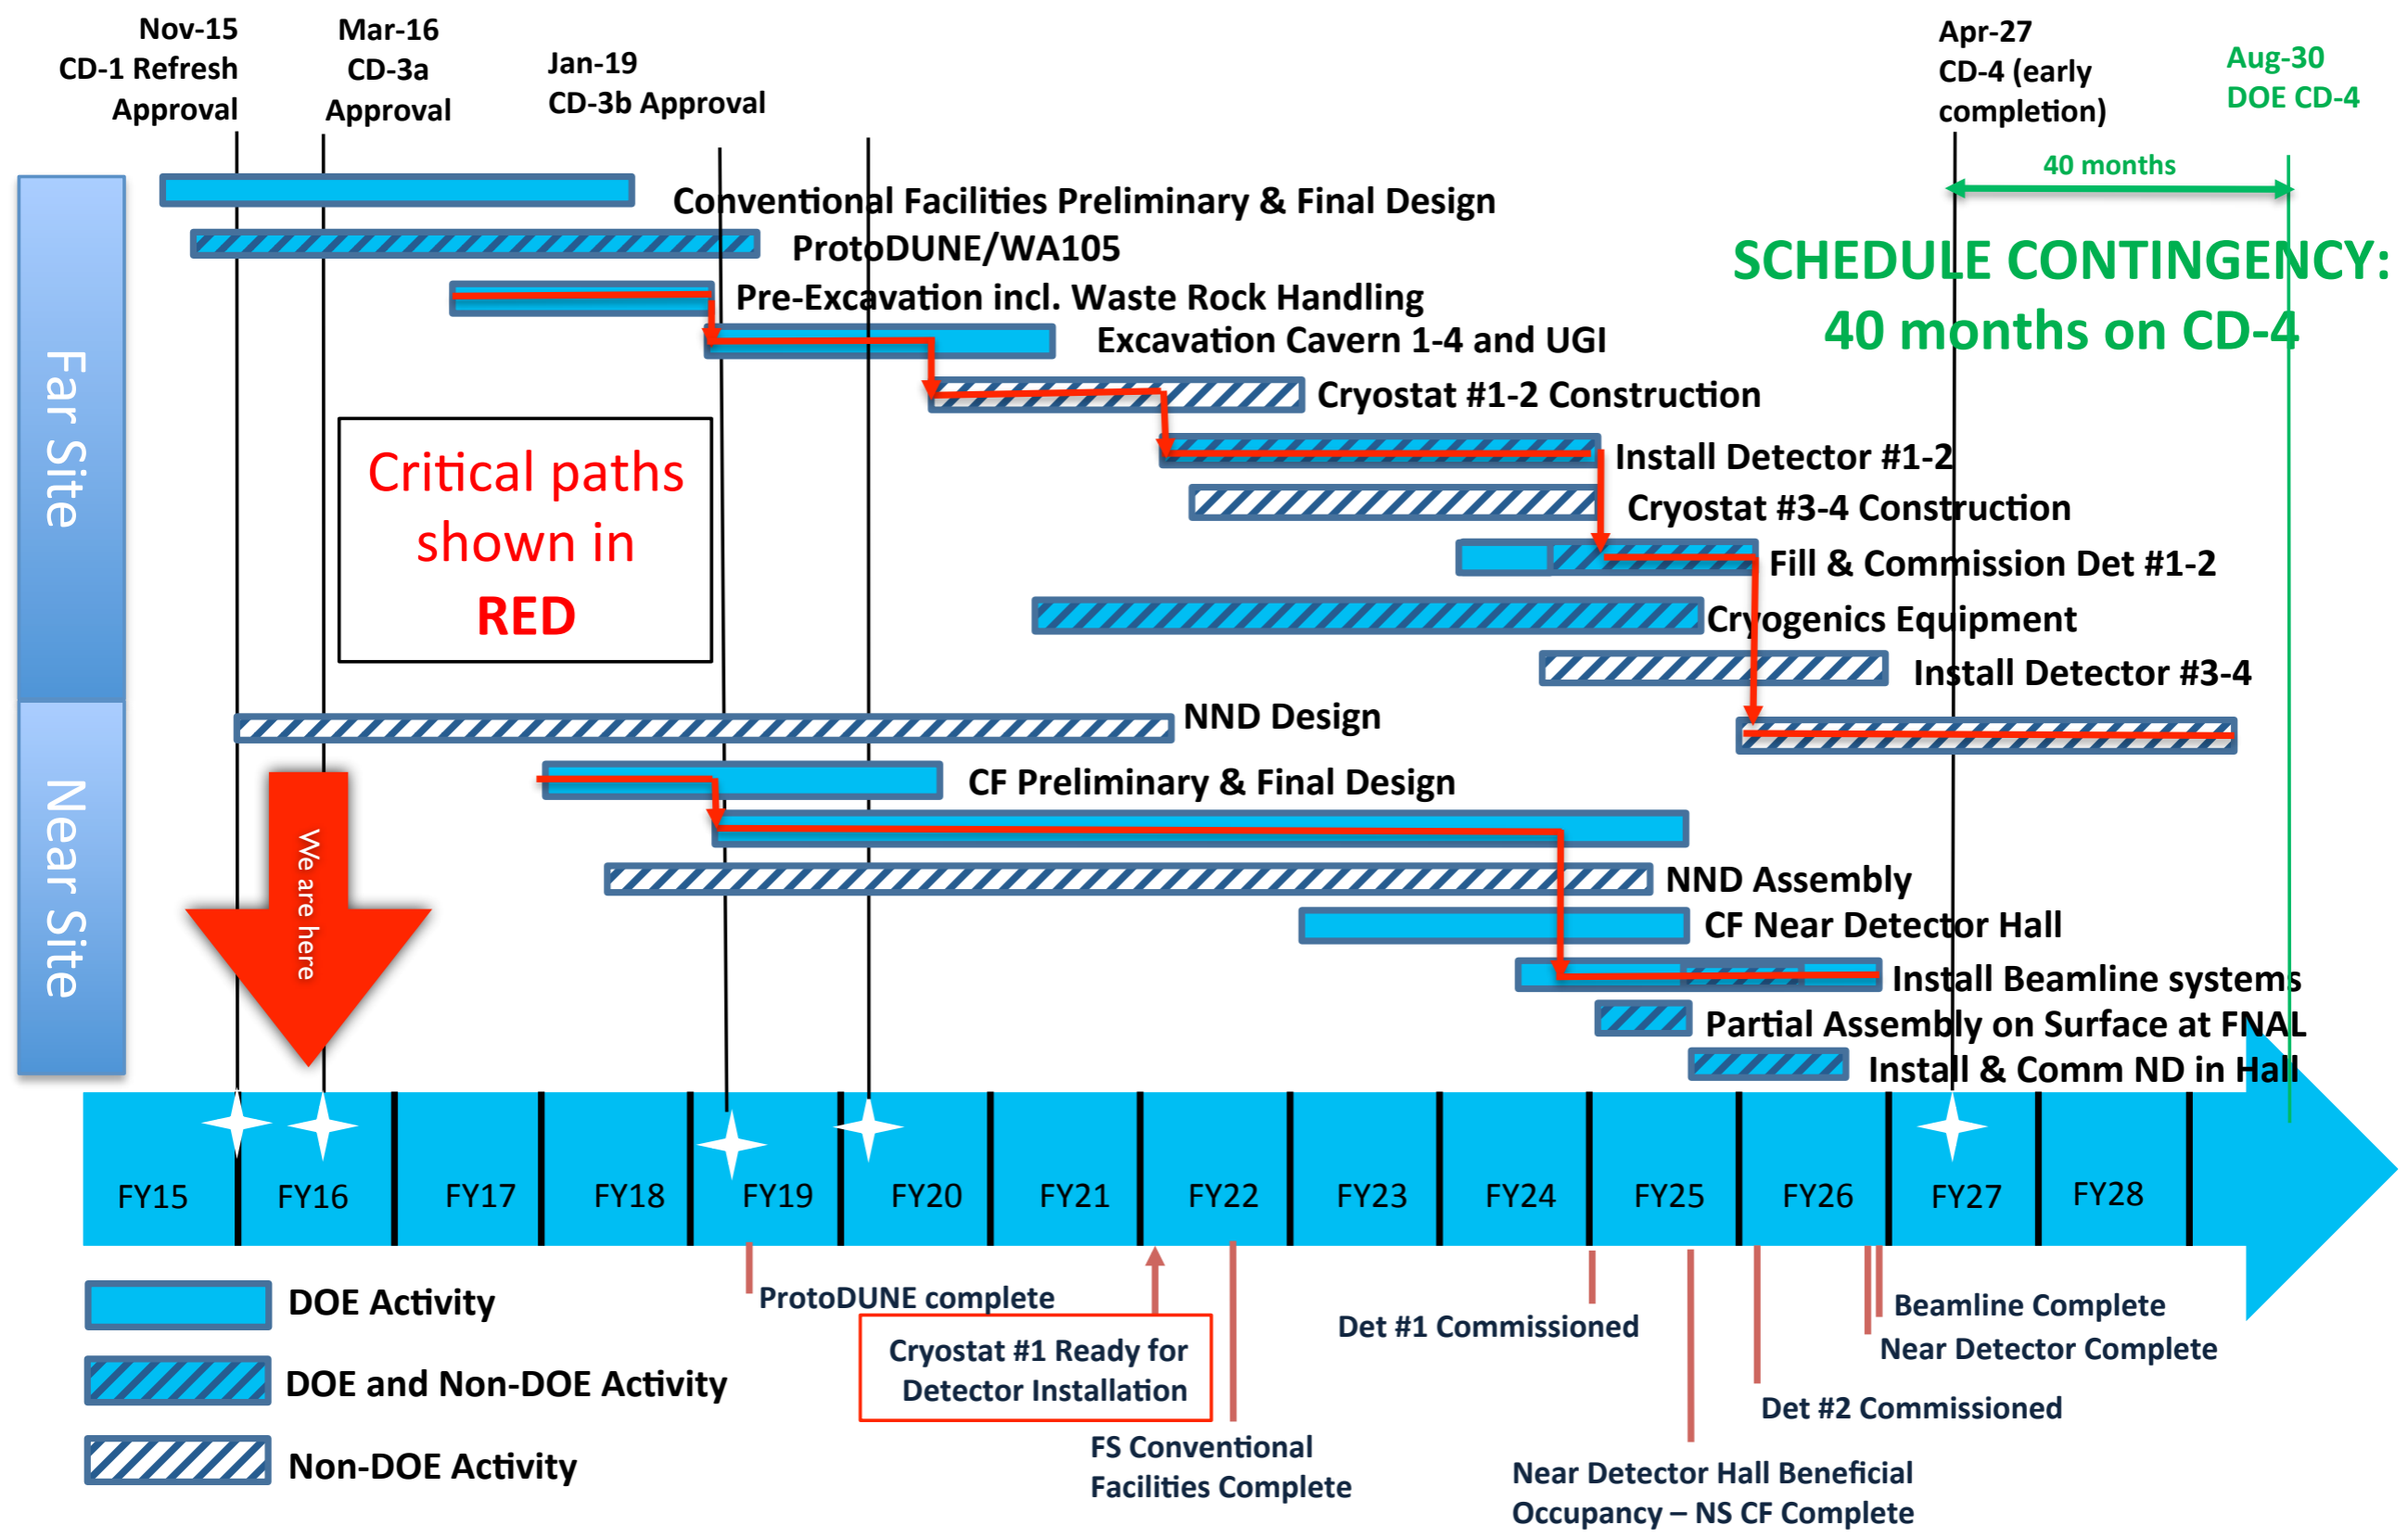 Nov-15
CD-1 Refresh
Approval
Mar-16
CD-3a
Approval
Jan-19
CD-3b Approval
Apr-27
CD-4 (early
completion)
Aug-30
DOE CD-4
40 months
SCHEDULE CONTINGENCY:
40 months on CD-4
Far Site
Conventional Facilities Preliminary & Final Design
ProtoDUNE/WA105
Pre-Excavation incl. Waste Rock Handling
Excavation Cavern 1-4 and UGI
Cryostat #1-2 Construction
Critical paths
shown in
RED
Install Detector #1-2
Cryostat #3-4 Construction
Fill & Commission Det #1-2
Cryogenics Equipment
Install Detector #3-4
Near Site
NND Design
CF Preliminary & Final Design
We are here
NND Assembly
CF Near Detector Hall
Install Beamline systems
Partial Assembly on Surface at FNAL
Install & Comm ND in Hall
FY15
FY16
FY17
FY18
FY19
FY20
FY21
FY22
FY23
FY24
FY25
FY26
FY27
FY28
DOE Activity
DOE and Non-DOE Activity
Non-DOE Activity
ProtoDUNE complete
Cryostat #1 Ready for
Detector Installation
FS Conventional
Facilities Complete
Det #1 Commissioned
Near Detector Hall Beneficial
Occupancy – NS CF Complete
Det #2 Commissioned
Beamline Complete
Near Detector Complete